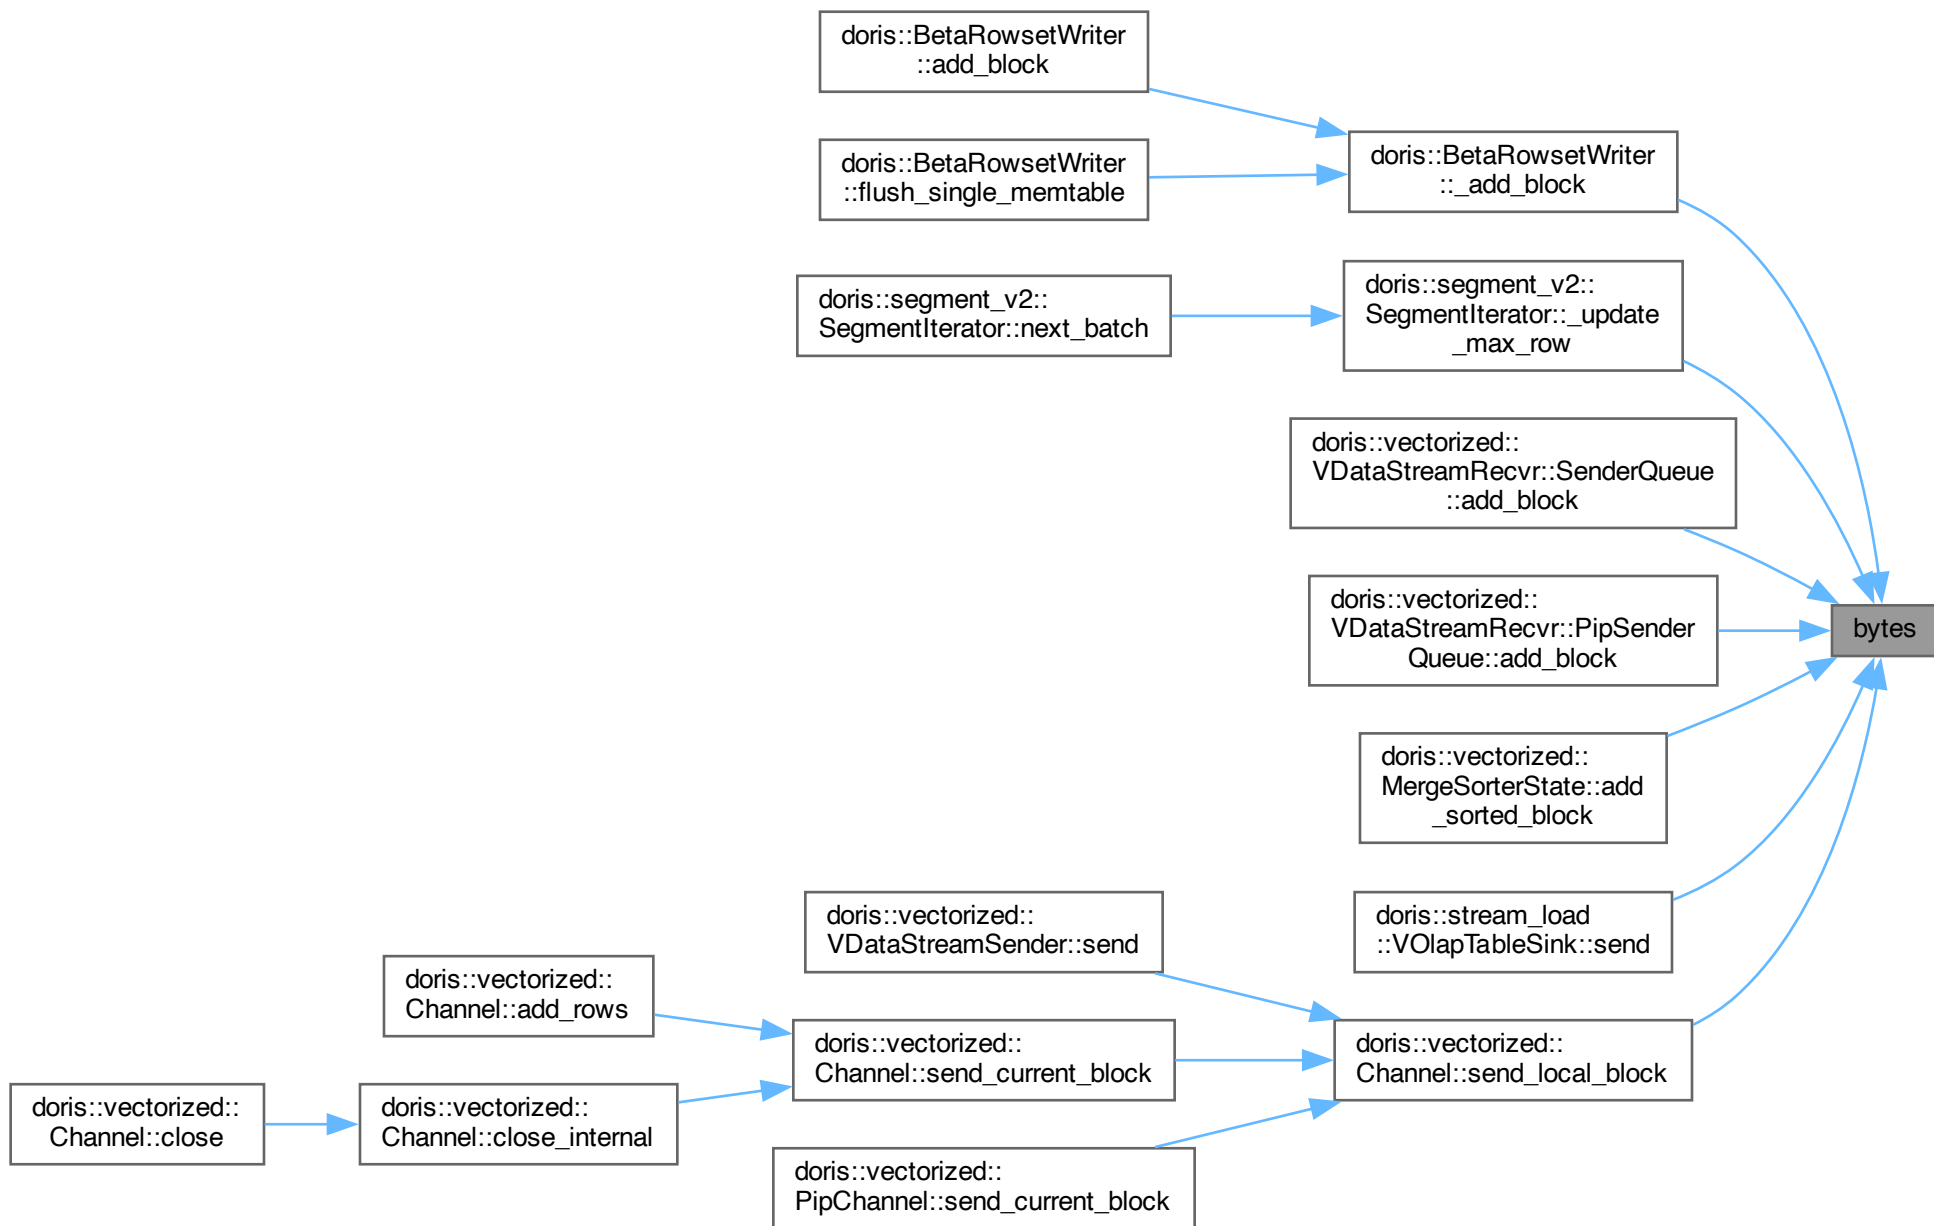 doris::BetaRowsetWriter
::add_block
doris::BetaRowsetWriter
::flush_single_memtable
doris::BetaRowsetWriter
::_add_block
doris::segment_v2::
SegmentIterator::next_batch
doris::segment_v2::
SegmentIterator::_update
_max_row
doris::vectorized::
VDataStreamRecvr::SenderQueue
::add_block
doris::vectorized::
VDataStreamRecvr::PipSender
Queue::add_block
bytes
doris::vectorized::
MergeSorterState::add
_sorted_block
doris::stream_load
::VOlapTableSink::send
doris::vectorized::
VDataStreamSender::send
doris::vectorized::
Channel::add_rows
doris::vectorized::
Channel::send_current_block
doris::vectorized::
Channel::send_local_block
doris::vectorized::
Channel::close
doris::vectorized::
Channel::close_internal
doris::vectorized::
PipChannel::send_current_block